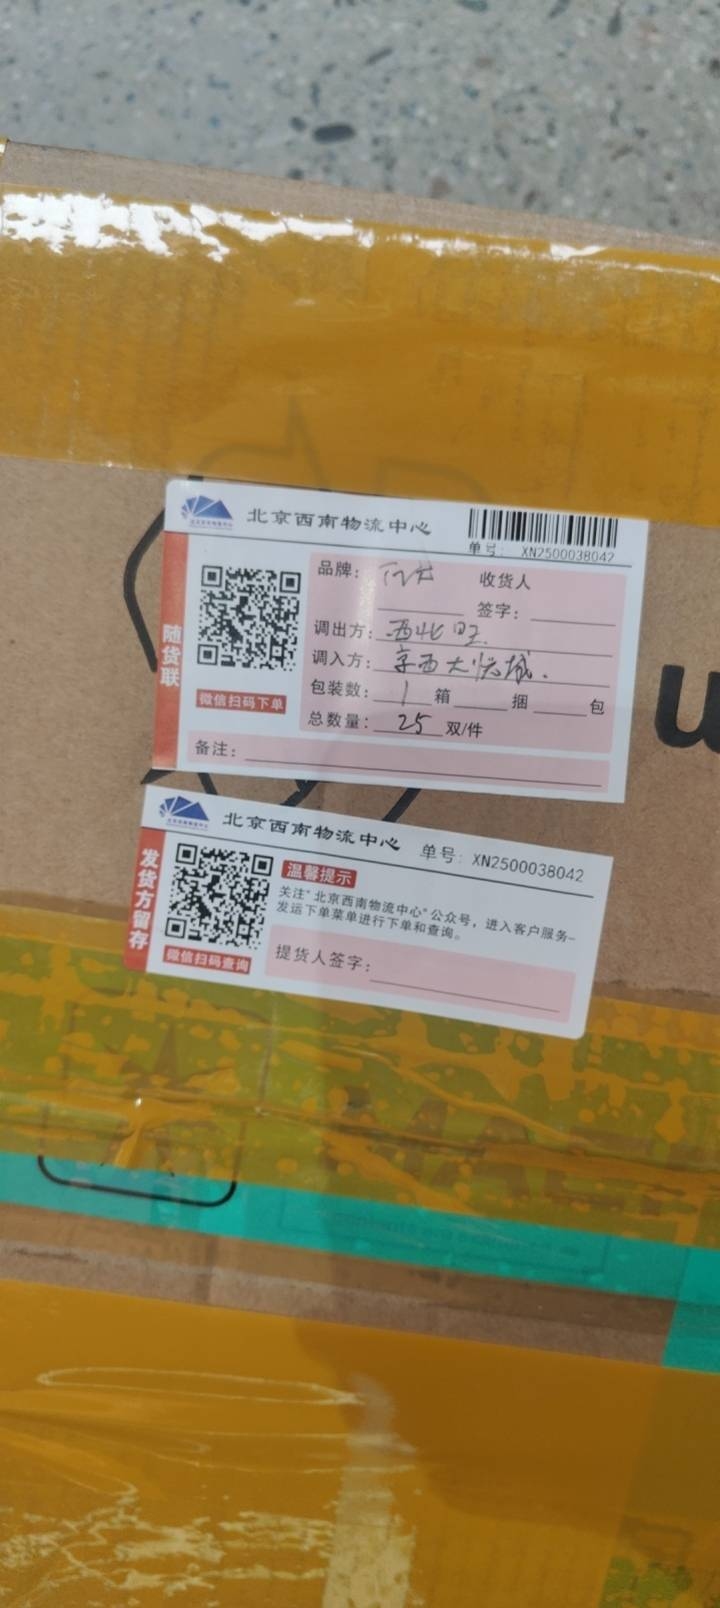 北京西南物流中心
单号: XN2500038042
随货联
微信扫码下单
品牌: 收货人
签字:
调出方: 西北旺
调入方: 京西大悦城.
包装数: 1 箱 捆 包
总数量: 25 双/件
备注:
北京西南物流中心 单号: XN2500038042
发货方留存
微信扫码查询
温馨提示
关注"北京西南物流中心"公众号，进入客户服务-
发运下单菜单进行下单和查询。
提货人签字: